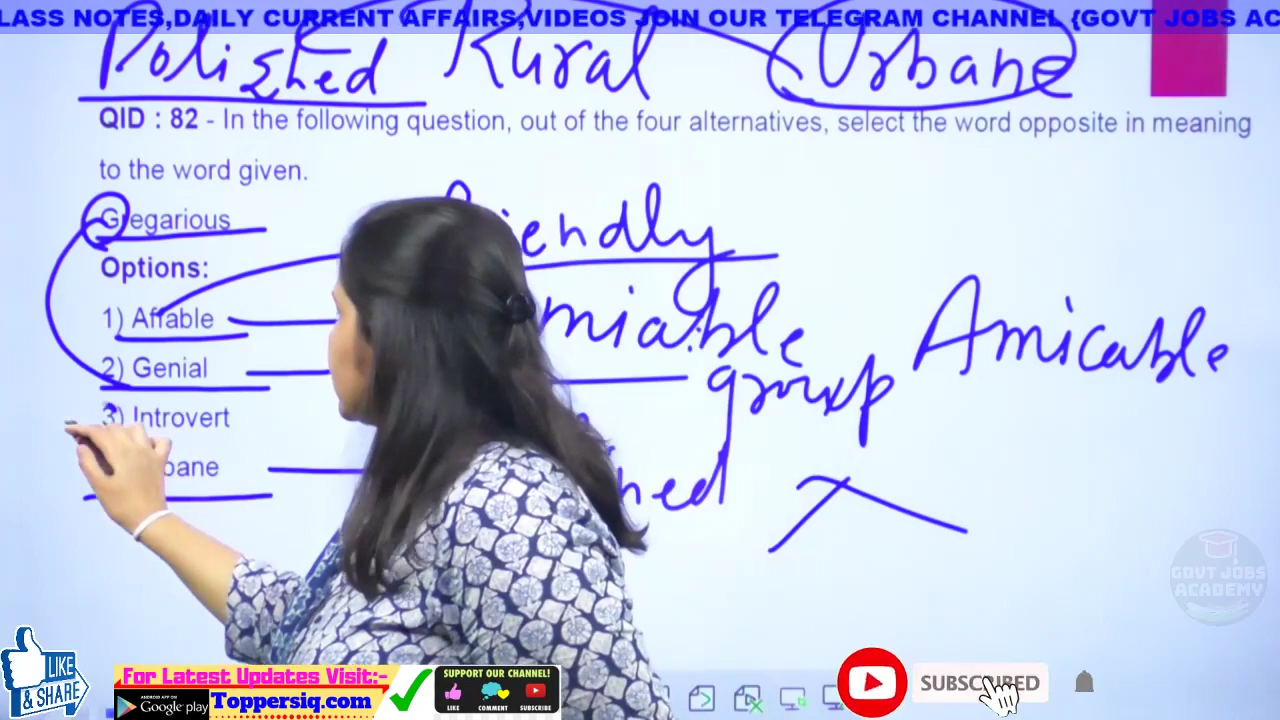 LASS NOTES,DAILY CURRENT AFFAIRS,VIDEOS JOIN OUR TELEGRAM CHANNEL {GOVT JOBS AC
Polished Rural Urbane
QID : 82 - In the following question, out of the four alternatives, select the word opposite in meaning
to the word given.
Gregarious
iendly
Options:
1) Affable
miable Amicable
2) Genial
group
3) Introvert
bane
hed
GOVT JOBS
ACADEMY
LIKE
& SHARE
For Latest Updates Visit:-
ANDROID APP ON
Google play
Toppersiq.com
SUPPORT OUR CHANNEL!
LIKE COMMENT SUBSCRIBE
SUBSCRIBED